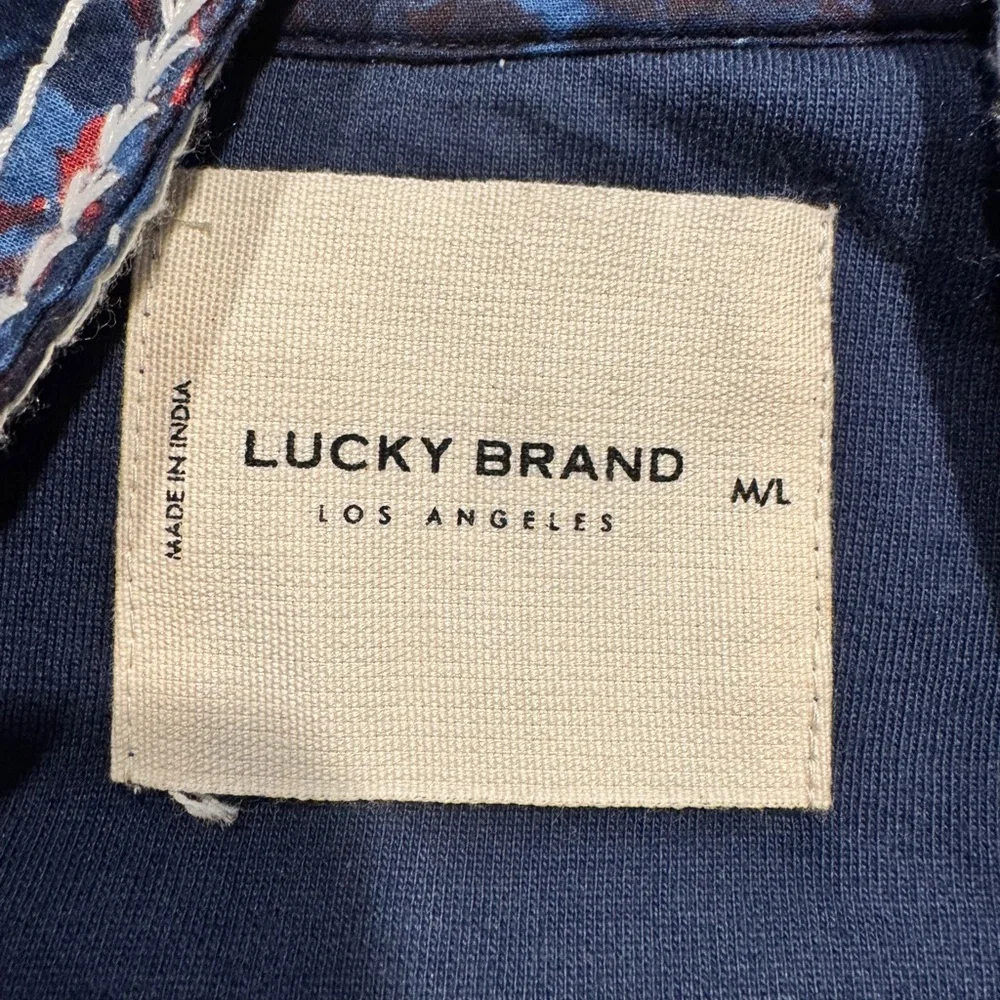 MADE IN INDIA
LUCKY BRAND
LOS ANGELES
M/L